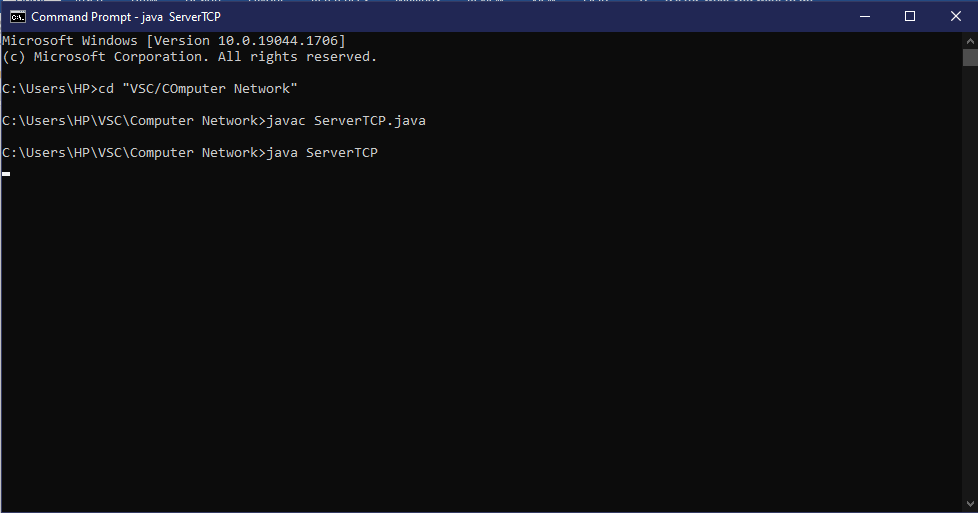 Command Prompt - java  ServerTCP
Microsoft Windows [Version 10.0.19044.1706]
(c) Microsoft Corporation. All rights reserved.
C:\Users\HP>cd "VSC/COmputer Network"
C:\Users\HP\VSC\Computer Network>javac ServerTCP.java
C:\Users\HP\VSC\Computer Network>java ServerTCP